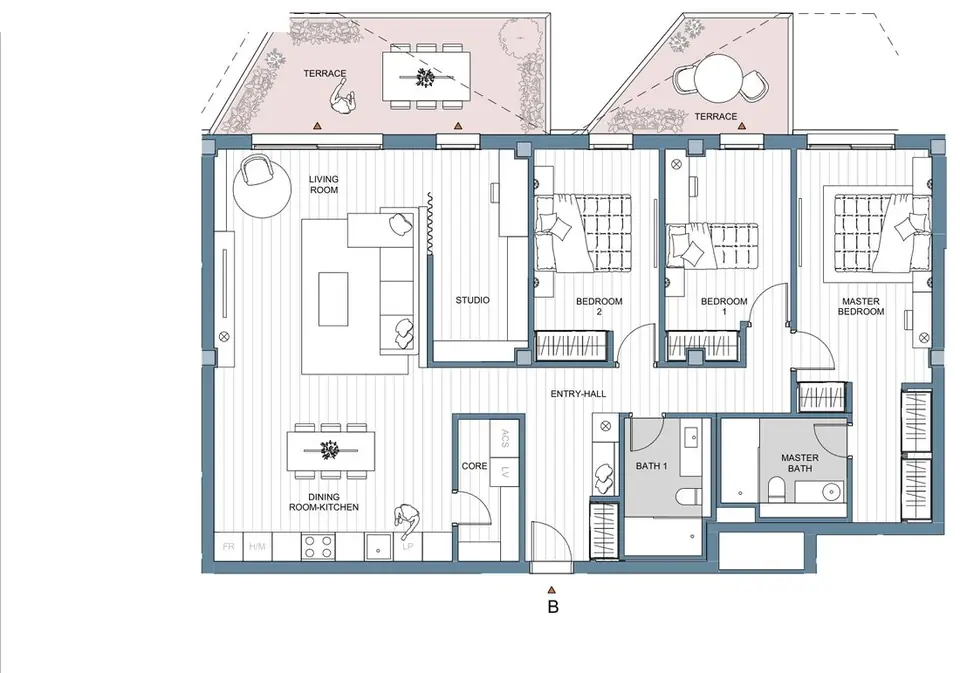 TERRACE
TERRACE
LIVING
ROOM
STUDIO
BEDROOM
2
BEDROOM
1
MASTER
BEDROOM
ENTRY-HALL
ACS
LV
CORE
BATH 1
MASTER
BATH
DINING
ROOM-KITCHEN
FR
H/M
LP
B